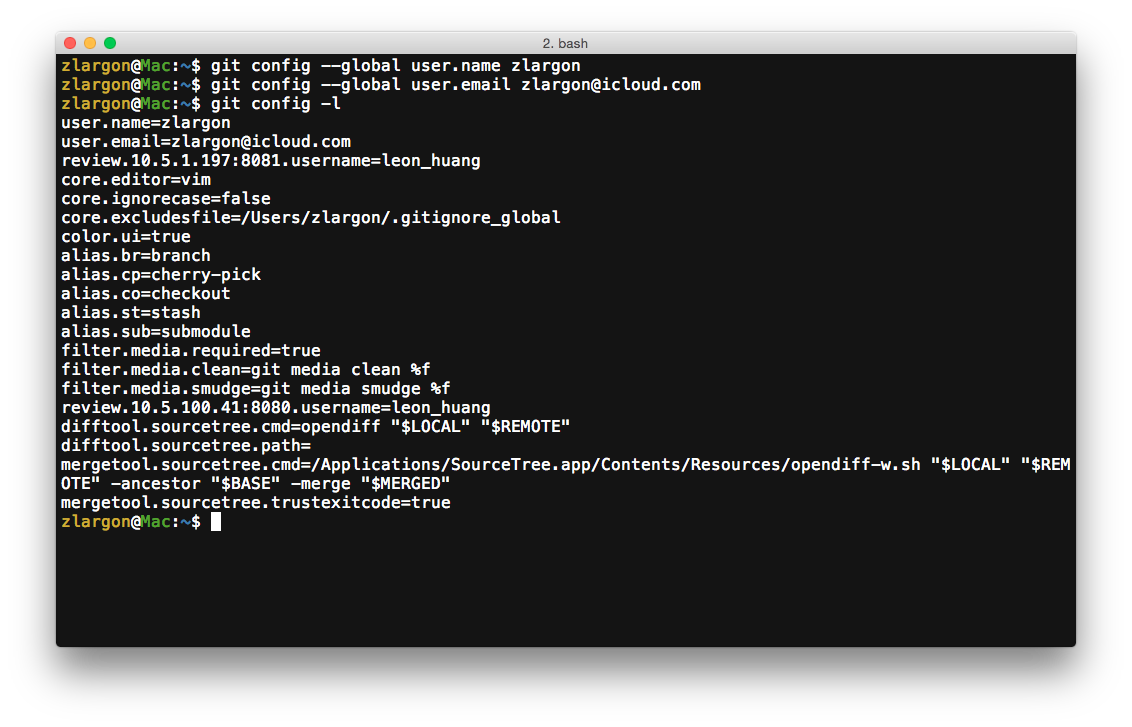 2. bash
zlargon@Mac:~$ git config --global user.name zlargon
zlargon@Mac:~$ git config --global user.email zlargon@icloud.com
zlargon@Mac:~$ git config -l
user.name=zlargon
user.email=zlargon@icloud.com
review.10.5.1.197:8081.username=leon_huang
core.editor=vim
core.ignorecase=false
core.excludesfile=/Users/zlargon/.gitignore_global
color.ui=true
alias.br=branch
alias.cp=cherry-pick
alias.co=checkout
alias.st=stash
alias.sub=submodule
filter.media.required=true
filter.media.clean=git media clean %f
filter.media.smudge=git media smudge %f
review.10.5.100.41:8080.username=leon_huang
difftool.sourcetree.cmd=opendiff "$LOCAL" "$REMOTE"
difftool.sourcetree.path=
mergetool.sourcetree.cmd=/Applications/SourceTree.app/Contents/Resources/opendiff-w.sh "$LOCAL" "$REM
OTE" -ancestor "$BASE" -merge "$MERGED"
mergetool.sourcetree.trustexitcode=true
zlargon@Mac:~$